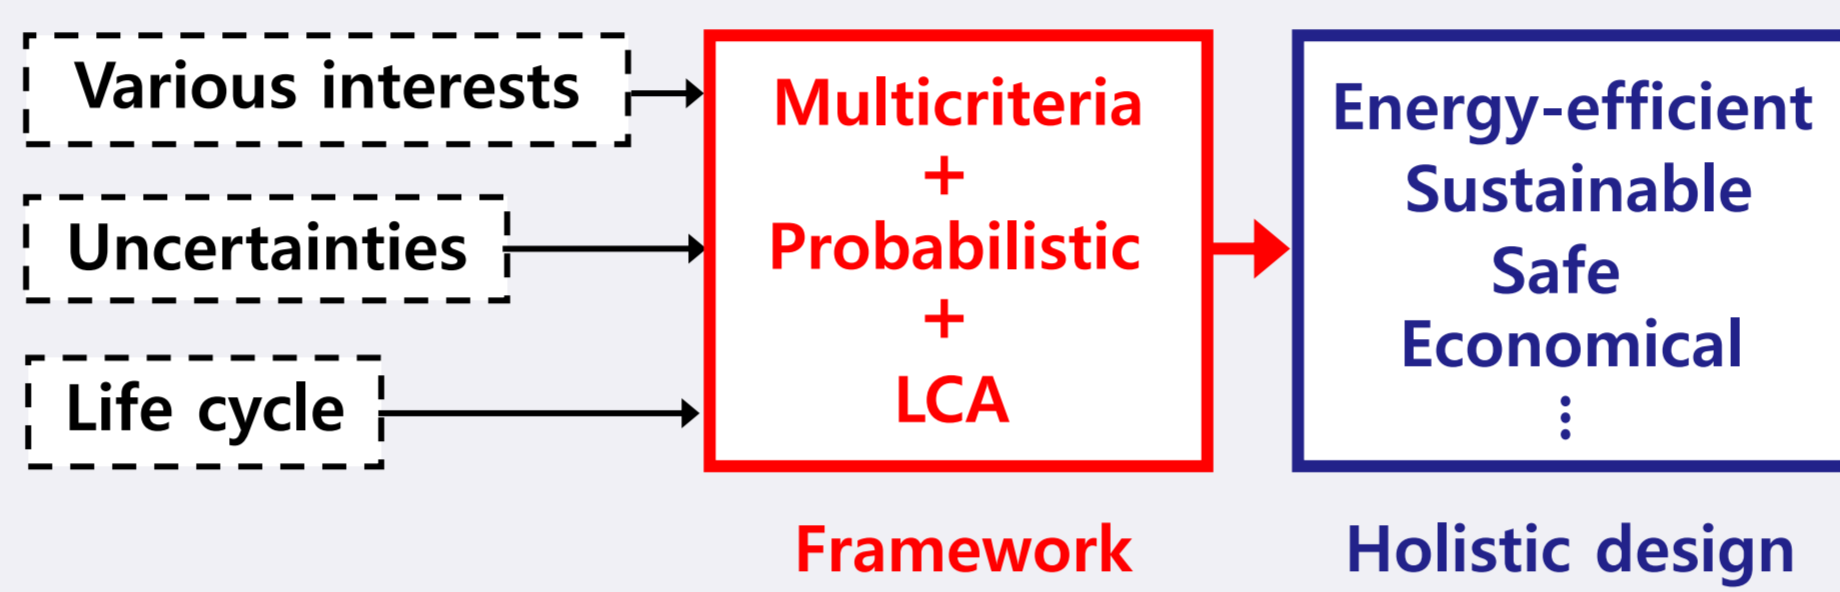 Various interests
Uncertainties
Life cycle
Multicriteria
+
Probabilistic
+
LCA
Framework
Energy-efficient
Sustainable
Safe
Economical
⋮
Holistic design